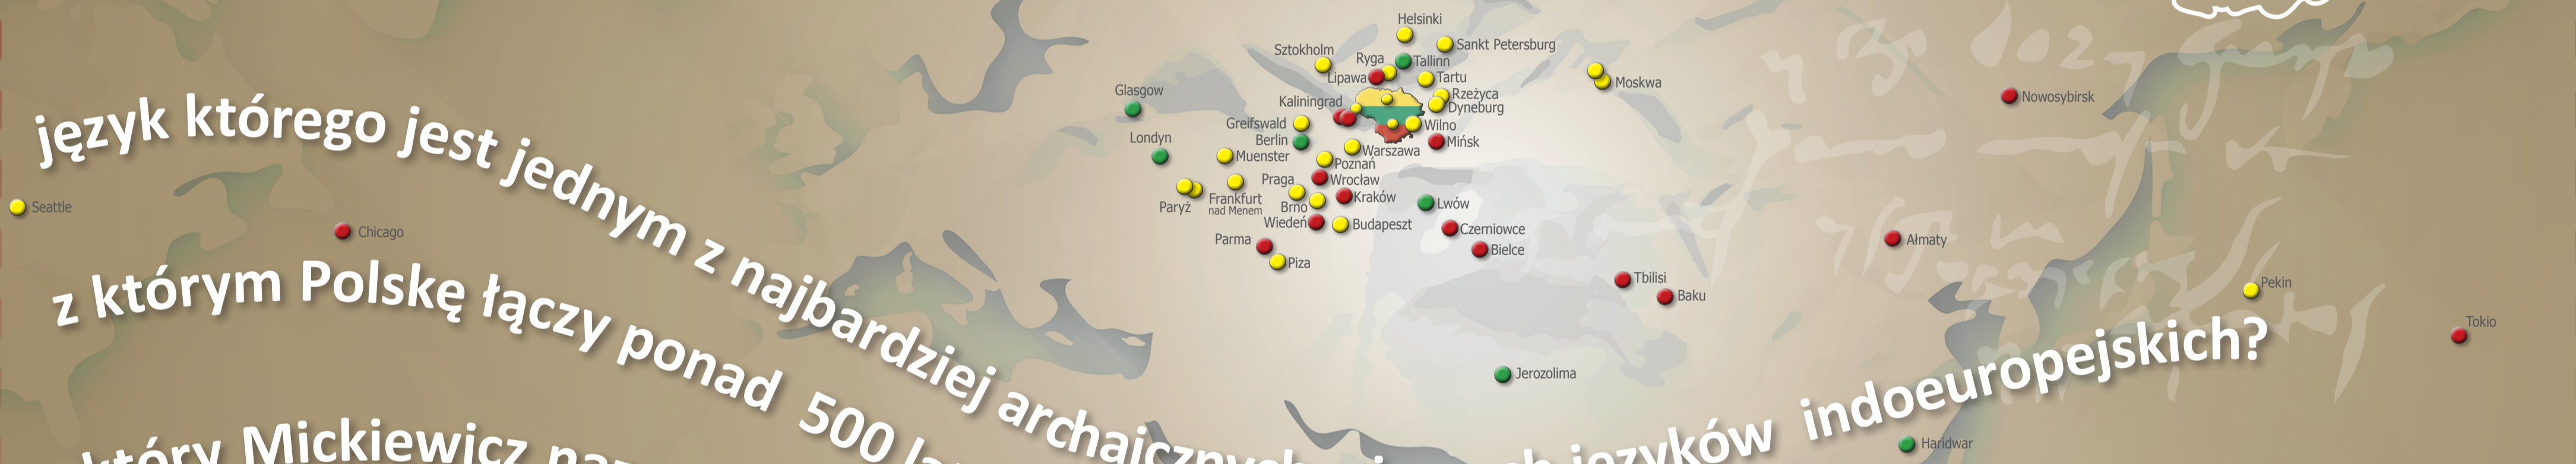 Helsinki
Sankt Petersburg
Sztokholm
Ryga
Tallinn
Lipawa
Tartu
Moskwa
Glasgow
Kaliningrad
Rzeżyca
Dyneburg
Nowosybirsk
Greifswald
Wilno
Londyn
Berlin
Mińsk
Muenster
Warszawa
Poznań
Praga
Wrocław
Paryż
Frankfurt
nad Menem
Brno
Kraków
Lwów
Seattle
Chicago
Wiedeń
Budapeszt
Czerniowce
Parma
Bielce
Ałmaty
Piza
Tbilisi
Baku
Pekin
Tokio
Jerozolima
Haridwar
język którego jest jednym z najbardziej archaicznych języków indoeuropejskich?
z którym Polskę łączy ponad 500
który Mickiewicz